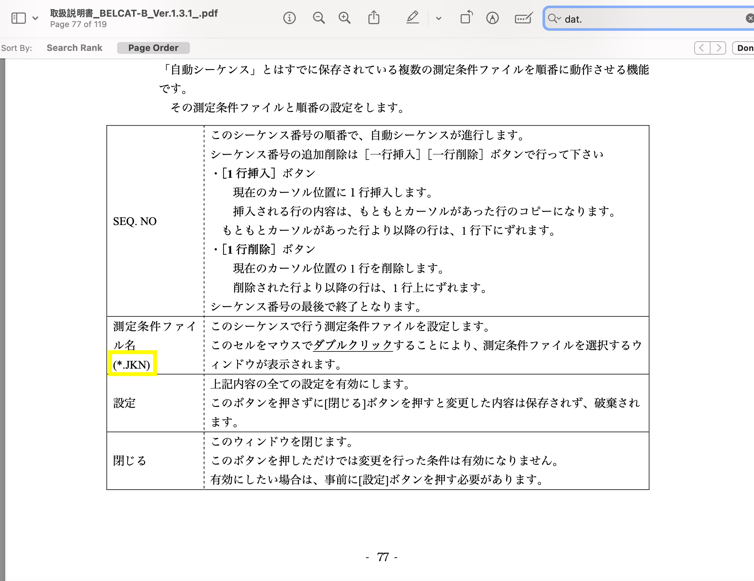 取扱説明書_BELCAT-B_Ver.1.3.1_.pdf
Page 77 of 119
dat.
Sort By:
Search Rank
Page Order
Don
「自動シーケンス」とはすでに保存されている複数の測定条件ファイルを順番に動作させる機能
です。
その測定条件ファイルと順番の設定をします。
SEQ. NO
このシーケンス番号の順番で、自動シーケンスが進行します。
シーケンス番号の追加削除は［一行挿入］［一行削除］ボタンで行って下さい
・［1 行挿入］ボタン
現在のカーソル位置に 1 行挿入します。
挿入される行の内容は、もともとカーソルがあった行のコピーになります。
もともとカーソルがあった行より以降の行は、1 行下にずれます。
・［1 行削除］ボタン
現在のカーソル位置の 1 行を削除します。
削除された行より以降の行は、1 行上にずれます。
シーケンス番号の最後で終了となります。
測定条件ファイ
ル名
(*.JKN)
このシーケンスで行う測定条件ファイルを設定します。
このセルをマウスでダブルクリックすることにより、測定条件ファイルを選択するウ
ィンドウが表示されます。
設定
上記内容の全ての設定を有効にします。
このボタンを押さずに[閉じる]ボタンを押すと変更した内容は保存されず、破棄され
ます。
閉じる
このウィンドウを閉じます。
このボタンを押しただけでは変更を行った条件は有効になりません。
有効にしたい場合は、事前に[設定]ボタンを押す必要があります。
- 77 -